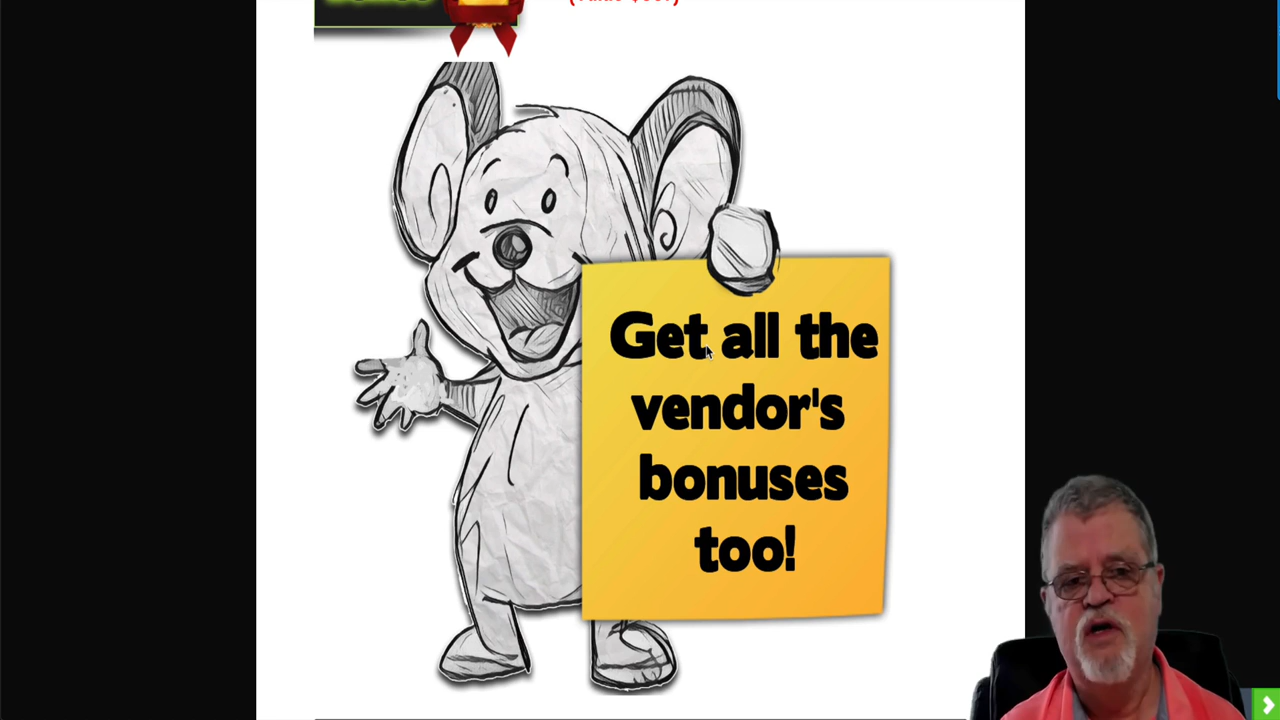 Get all the
vendor's
bonuses
too!